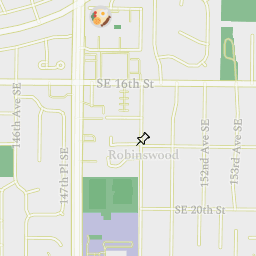 SE 16th St
146th Ave SE
147th Pl SE
Robinswood
152nd Ave SE
153rd Ave SE
SE 20th St